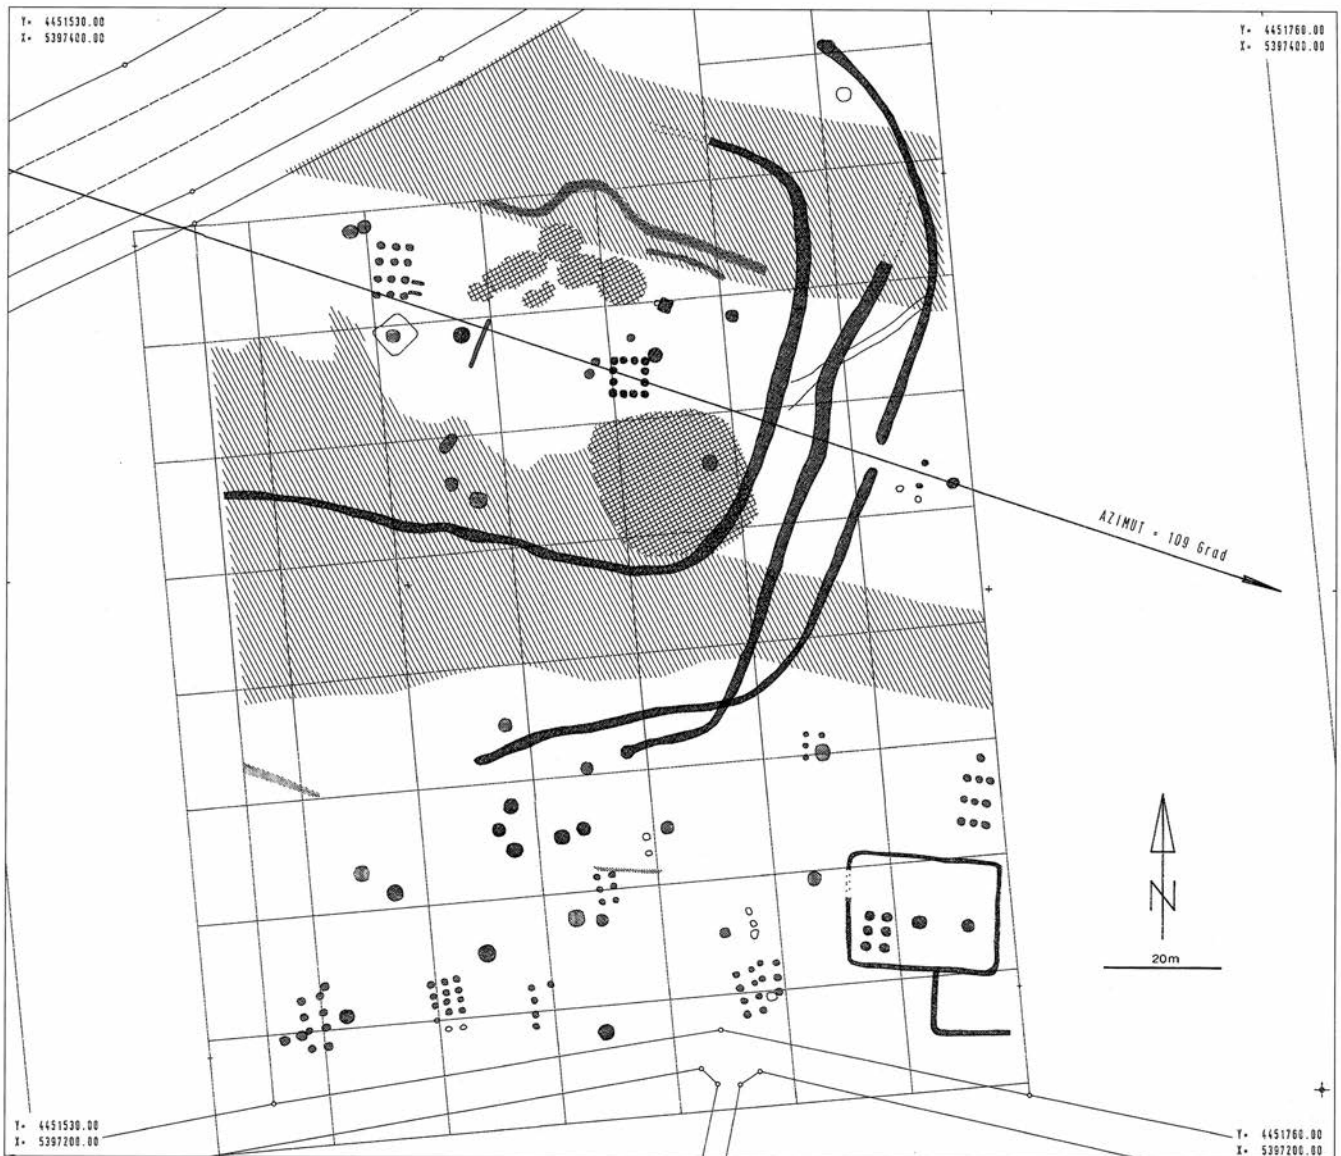 Y= 4451530.00
X= 5397400.00
Y= 4451760.00
X= 5397400.00
AZIMUT = 109 Grad
N
20m
Y= 4451530.00
X= 5397200.00
Y= 4451760.00
X= 5397200.00